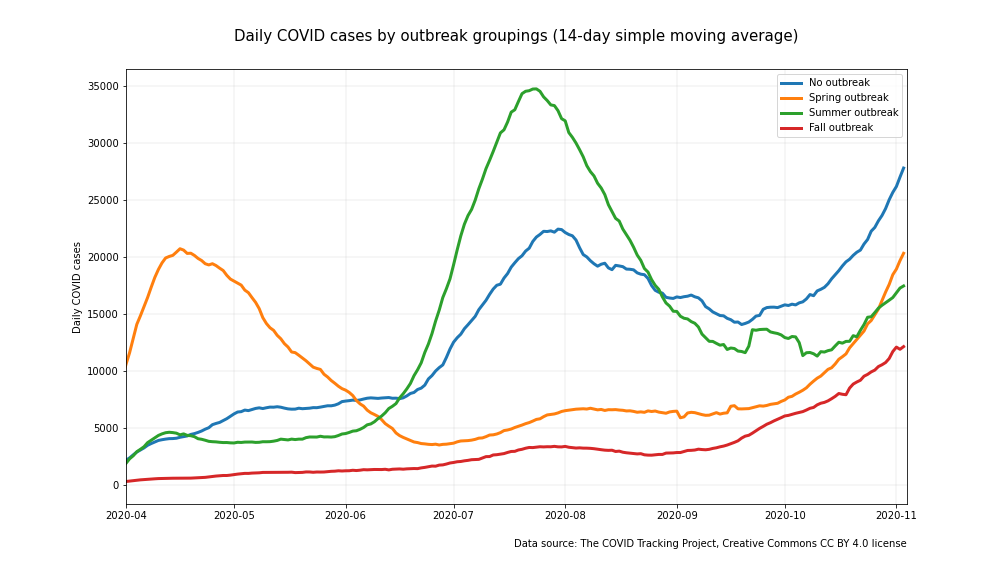 Daily COVID cases by outbreak groupings (14-day simple moving average)
No outbreak
Spring outbreak
Summer outbreak
Fall outbreak
Daily COVID cases
35000
30000
25000
20000
15000
10000
5000
0
2020-04
2020-05
2020-06
2020-07
2020-08
2020-09
2020-10
2020-11
Data source: The COVID Tracking Project, Creative Commons CC BY 4.0 license